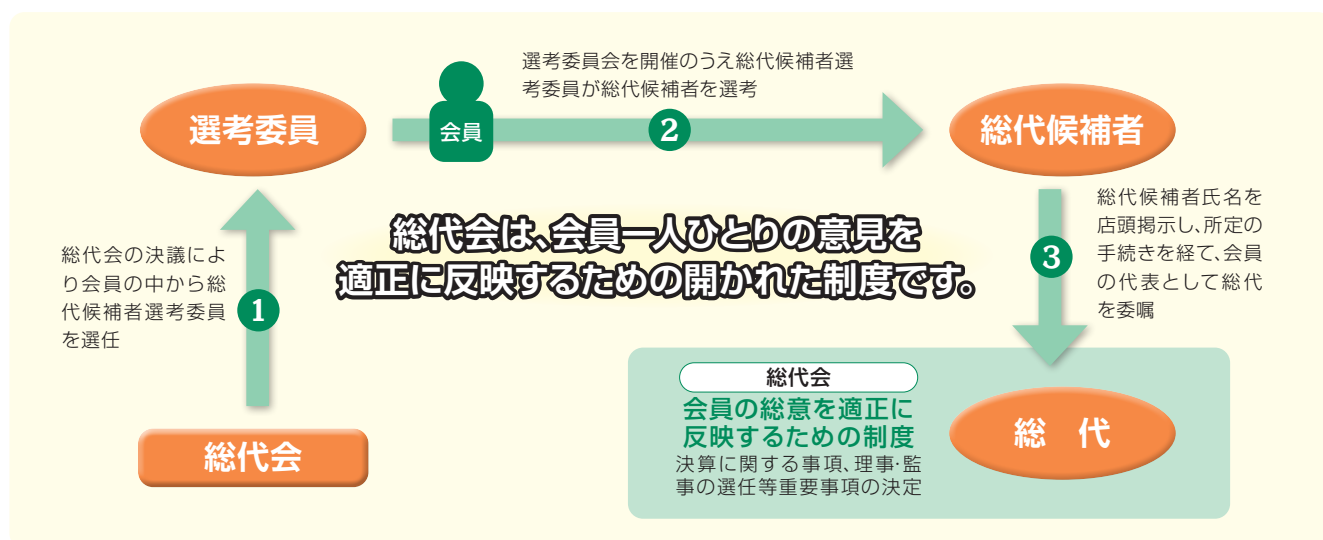 選考委員会を開催のうえ総代候補者選
考委員が総代候補者を選考
選考委員
会員
2
総代候補者
総代会の決議によ
り会員の中から総
代候補者選考委員
を選任
1
総代会は、会員一人ひとりの意見を
適正に反映するための開かれた制度です。
3
総代候補者氏名を
店頭掲示し、所定の
手続きを経て、会員
の代表として総代
を委嘱
総代会
総代会
会員の総意を適正に
反映するための制度
決算に関する事項、理事・監
事の選任等重要事項の決定
総　代